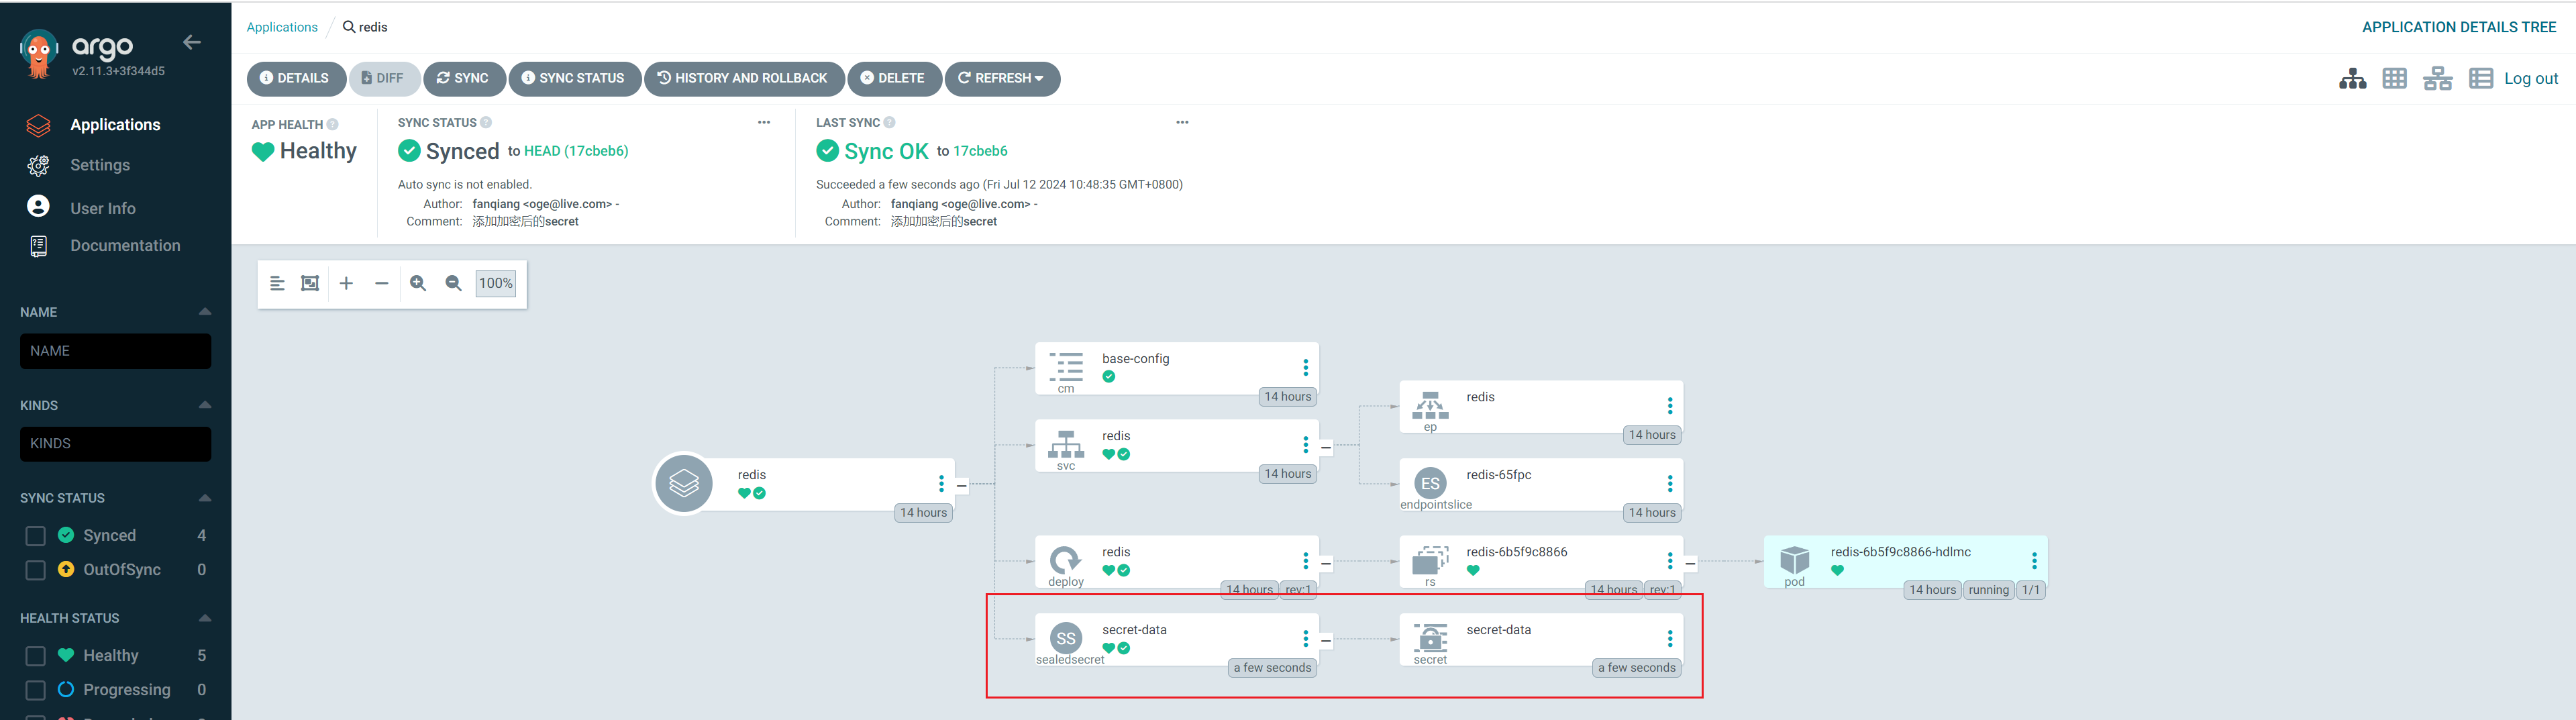 argo
v2.11.3+3f344d5
Applications
Settings
User Info
Documentation
NAME
NAME
KINDS
KINDS
SYNC STATUS
Synced 4
OutOfSync 0
HEALTH STATUS
Healthy 5
Progressing 0
Applications / redis
APPLICATION DETAILS TREE
DETAILS DIFF SYNC SYNC STATUS HISTORY AND ROLLBACK DELETE REFRESH
Log out
APP HEALTH
Healthy
SYNC STATUS
Synced to HEAD (17cbeb6)
Auto sync is not enabled.
Author: fanqiang <oge@live.com> -
Comment: 添加加密后的secret
LAST SYNC
Sync OK to 17cbeb6
Succeeded a few seconds ago (Fri Jul 12 2024 10:48:35 GMT+0800)
Author: fanqiang <oge@live.com> -
Comment: 添加加密后的secret
100%
redis
14 hours
base-config
cm
14 hours
redis
svc
14 hours
redis
ep
14 hours
ES
redis-65fpc
endpointslice
14 hours
redis
deploy
14 hours rev:1
redis-6b5f9c8866
rs
14 hours rev:1
redis-6b5f9c8866-hdlmc
pod
14 hours running 1/1
SS
secret-data
sealedsecret
a few seconds
secret-data
secret
a few seconds